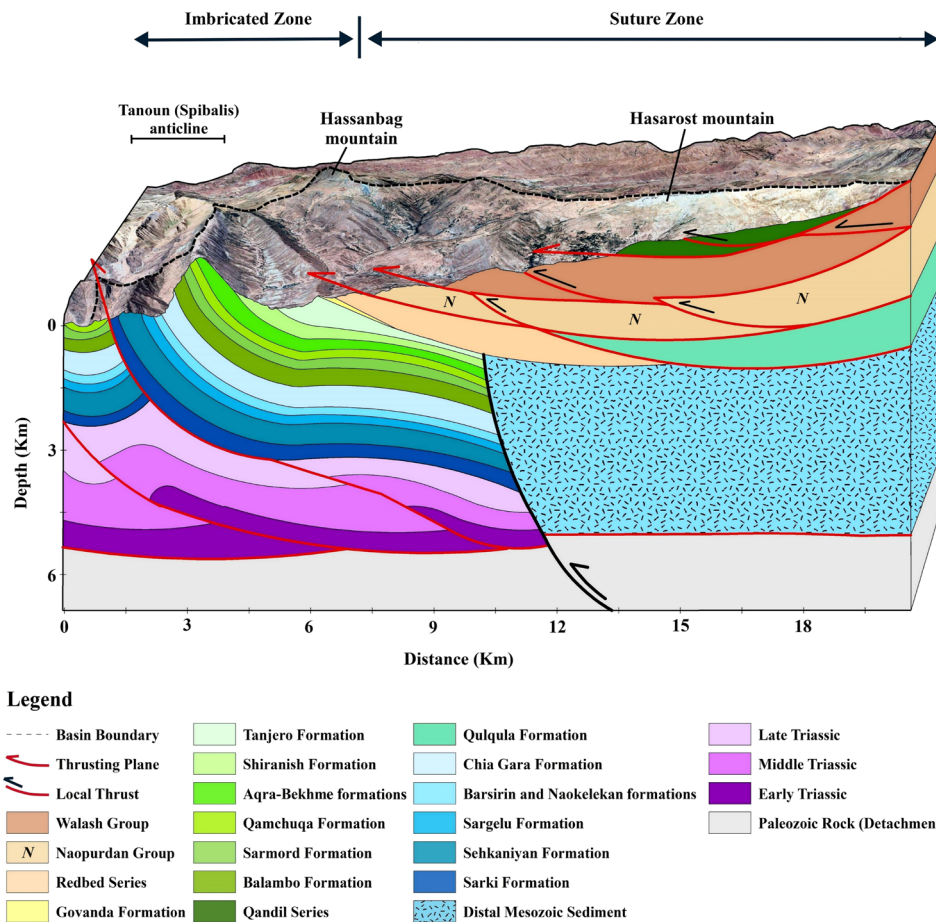 Imbricated Zone
Suture Zone
Tanoun (Spibalis)
anticline
Hassanbag
mountain
Hasarost mountain
N
N
N
0
3
6
Depth (Km)
0
3
6
9
12
15
18
Distance (Km)
Legend
Basin Boundary
Thrusting Plane
Local Thrust
Walash Group
N Naopurdan Group
Redbed Series
Govanda Formation
Tanjero Formation
Shiranish Formation
Aqra-Bekhme formations
Qamchuqa Formation
Sarmord Formation
Balambo Formation
Qandil Series
Qulqula Formation
Chia Gara Formation
Barsirin and Naokelekan formations
Sargelu Formation
Sehkaniyan Formation
Sarki Formation
Distal Mesozoic Sediment
Late Triassic
Middle Triassic
Early Triassic
Paleozoic Rock (Detachmen